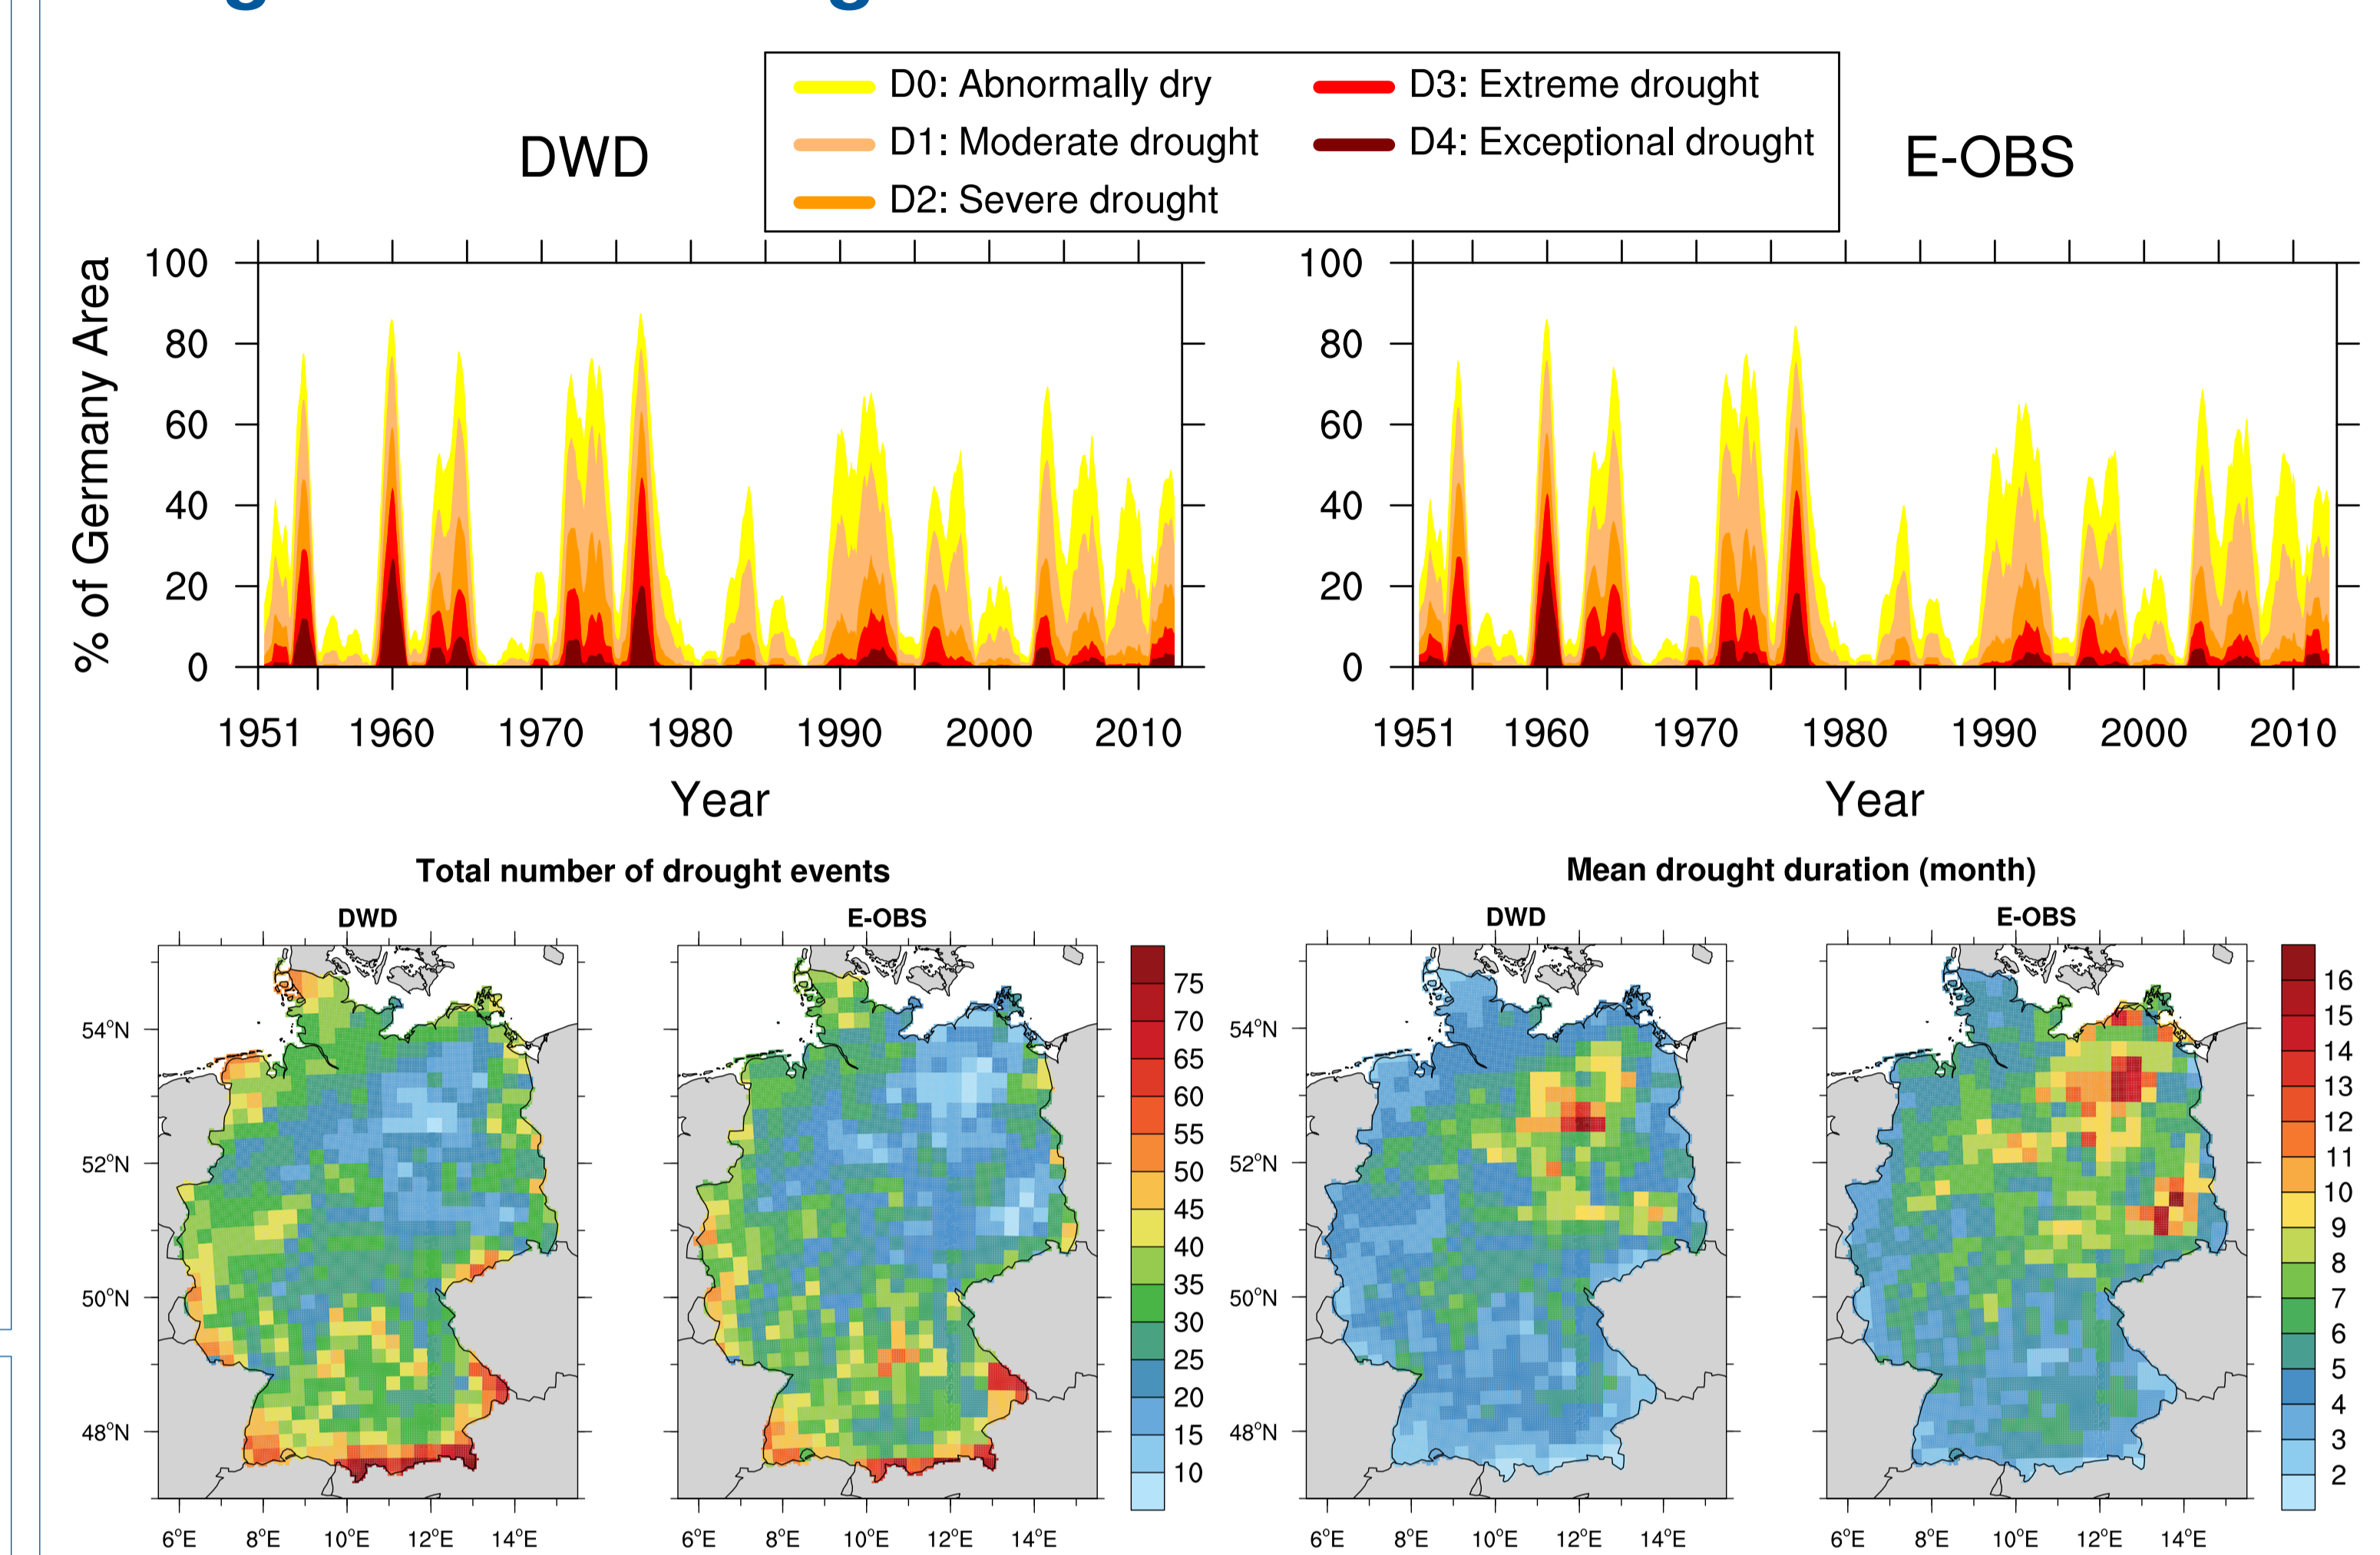 D0: Abnormally dry
D1: Moderate drought
D2: Severe drought
D3: Extreme drought
D4: Exceptional drought
DWD
E-OBS
% of Germany Area
100
80
60
40
20
0
1951 1960 1970 1980 1990 2000 2010
Year
100
80
60
40
20
0
1951 1960 1970 1980 1990 2000 2010
Year
Total number of drought events
DWD
E-OBS
54°N
52°N
50°N
48°N
6°E 8°E 10°E 12°E 14°E
6°E 8°E 10°E 12°E 14°E
75
70
65
60
55
50
45
40
35
30
25
20
15
10
Mean drought duration (month)
DWD
E-OBS
54°N
52°N
50°N
48°N
6°E 8°E 10°E 12°E 14°E
6°E 8°E 10°E 12°E 14°E
16
15
14
13
12
11
10
9
8
7
6
5
4
3
2